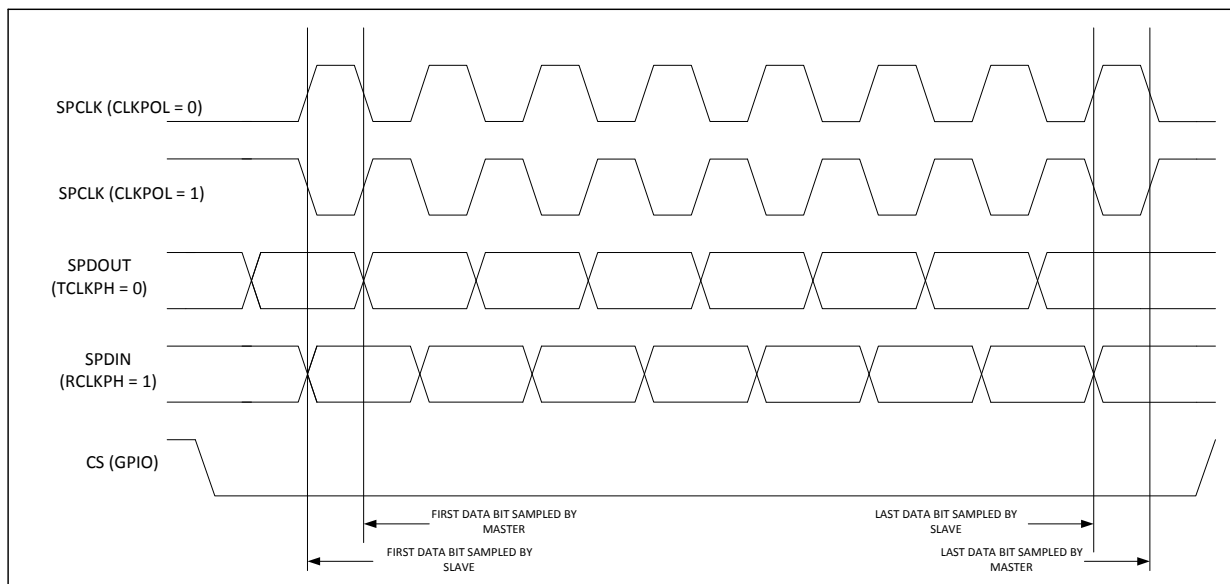 SPCLK (CLKPOL = 0)
SPCLK (CLKPOL = 1)
SPDOUT
(TCLKPH = 0)
SPDIN
(RCLKPH = 1)
CS (GPIO)
FIRST DATA BIT SAMPLED BY
MASTER
LAST DATA BIT SAMPLED BY
SLAVE
FIRST DATA BIT SAMPLED BY
SLAVE
LAST DATA BIT SAMPLED BY
MASTER